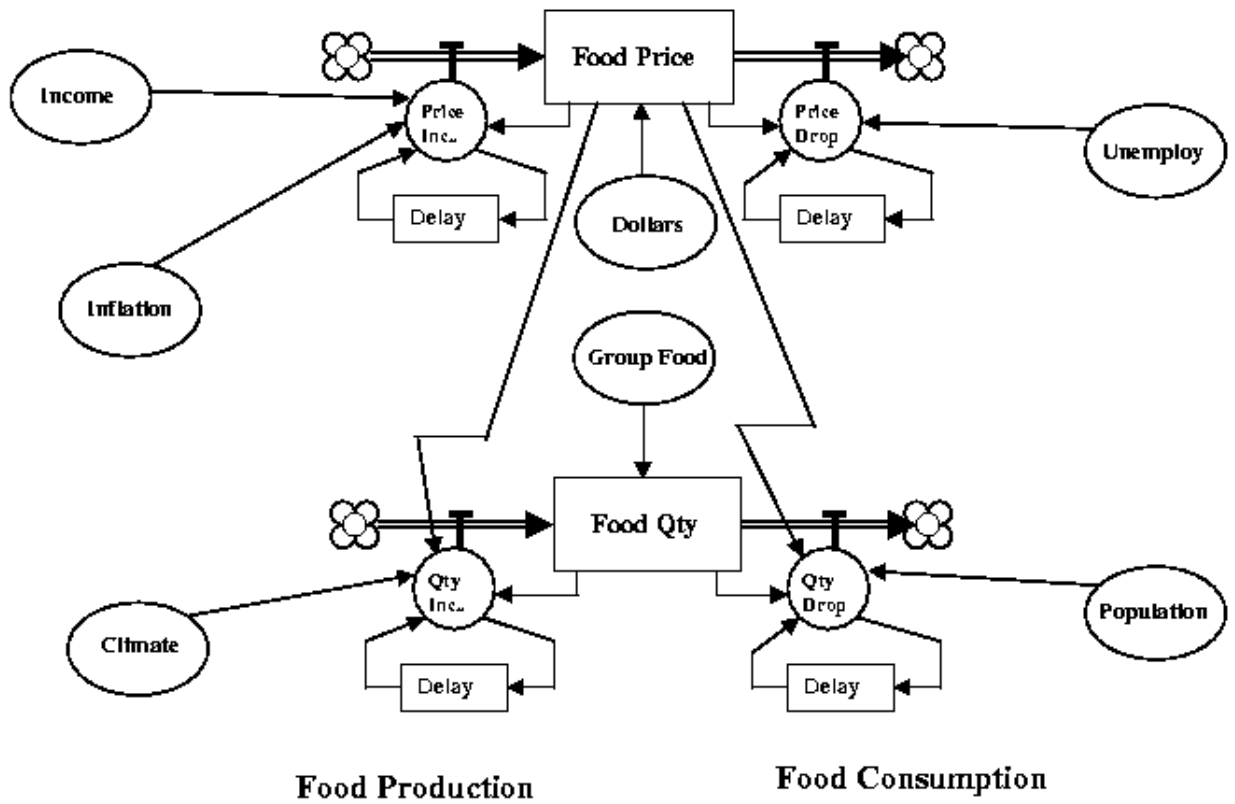 Food Price
Income
Price
Inc..
Price
Drop
Unemploy
Delay
Dollars
Delay
Inflation
Group Food
Food Qty
Qty
Inc..
Qty
Drop
Climate
Population
Delay
Delay
Food Production
Food Consumption